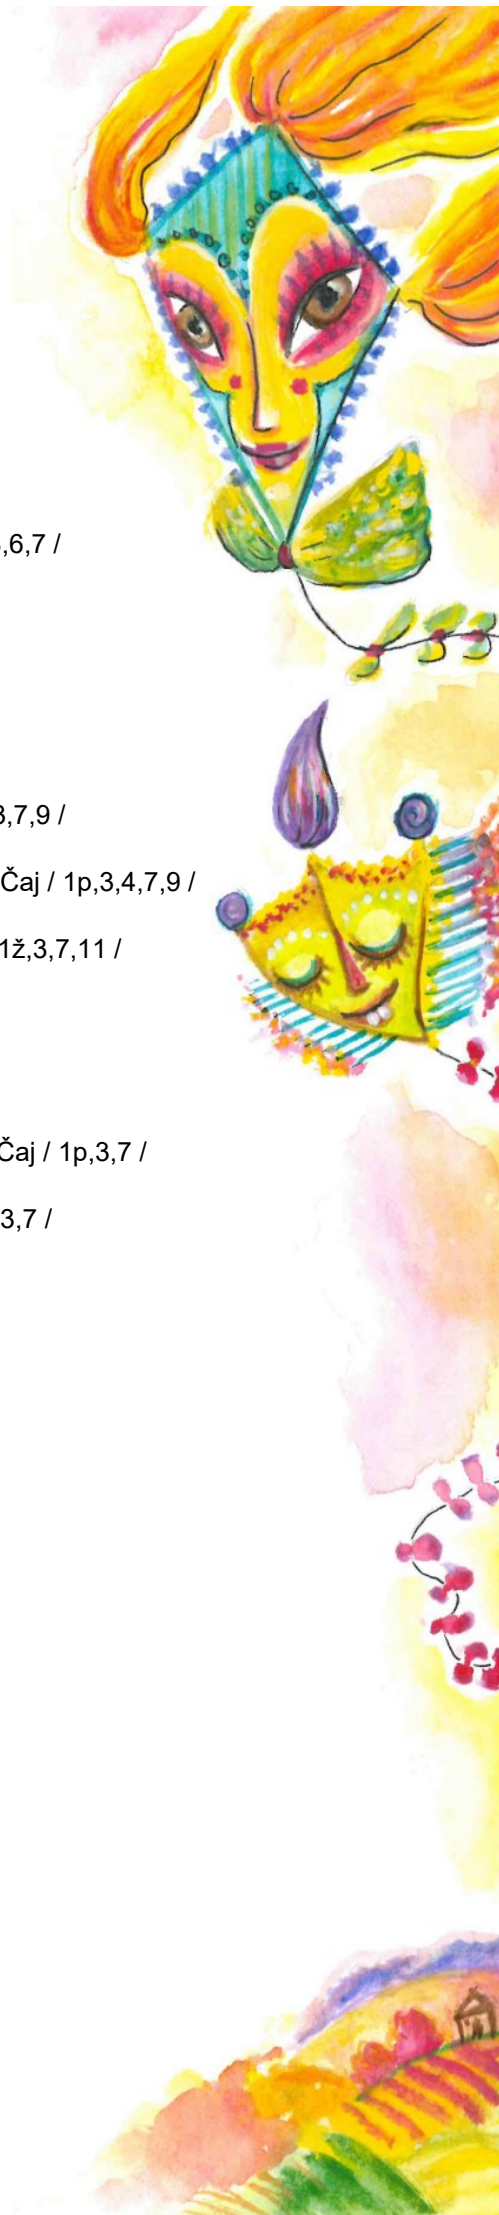 ,6,7 /
,7,9 /
Čaj / 1p,3,4,7,9 /
1ž,3,7,11 /
Čaj / 1p,3,7 /
3,7 /